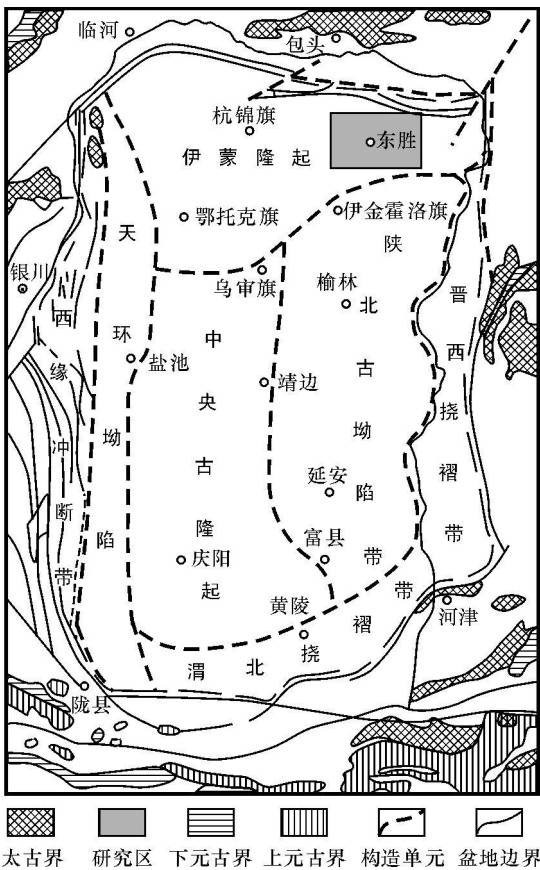 临河
包头
杭锦旗
东胜
伊蒙隆起
鄂托克旗
伊金霍洛旗
天环坳陷
陕北古坳陷带
银川
乌审旗
榆林
晋西挠褶带
西缘冲断带
中央古隆起
盐池
靖边
延安
庆阳
富县
黄陵
河津
渭北挠褶带
陇县
太古界 研究区 下元古界 上元古界 构造单元 盆地边界